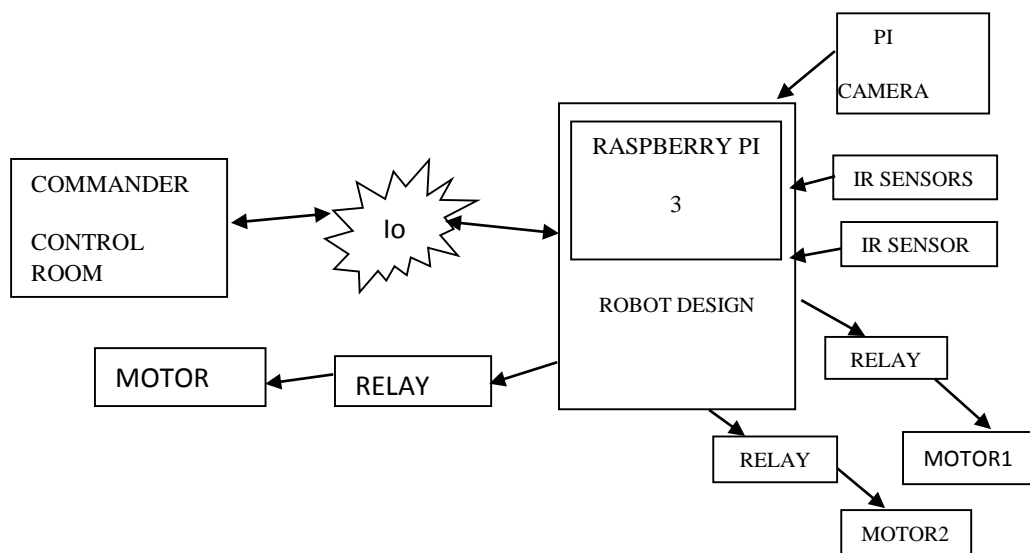 PI
CAMERA
RASPBERRY PI
3
IR SENSORS
IR SENSOR
COMMANDER
CONTROL
ROOM
Io
ROBOT DESIGN
MOTOR
RELAY
RELAY
MOTOR1
RELAY
MOTOR2